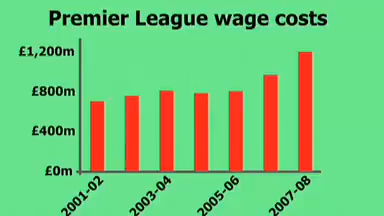 Premier League wage costs
£1,200m
£800m
£400m
£0m
2001-02
2003-04
2005-06
2007-08